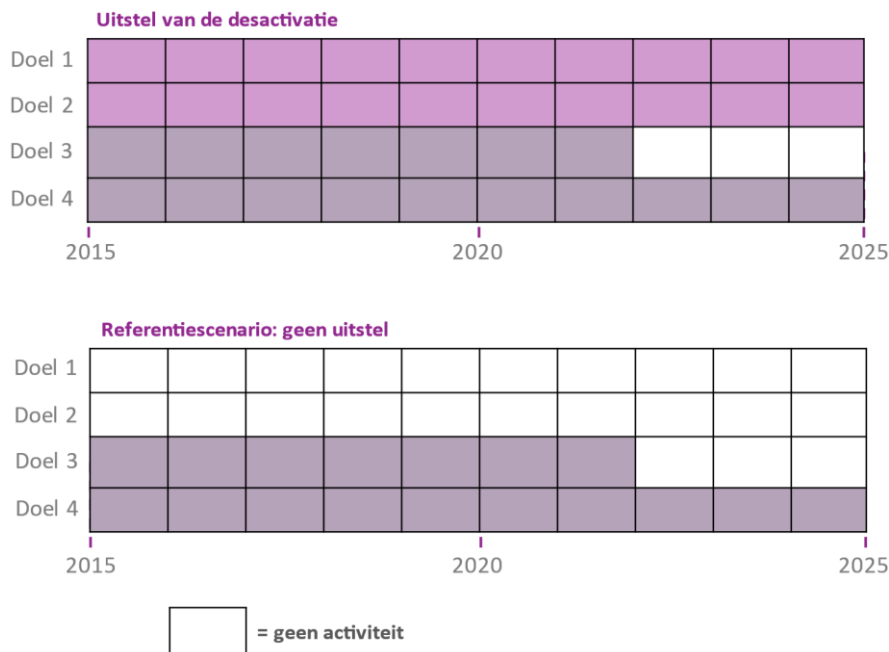 Uitstel van de desactivatie
Doel 1
Doel 2
Doel 3
Doel 4
2015 2020 2025
Referentiescenario: geen uitstel
Doel 1
Doel 2
Doel 3
Doel 4
2015 2020 2025
= geen activiteit